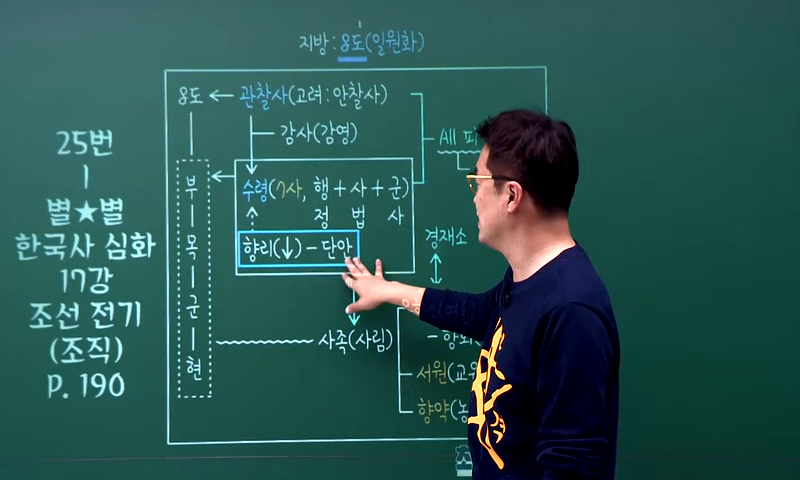 지방 : 8도(일원화)
8도 ← 관찰사(고려 : 안찰사)
감사(감영)
All
25번
|
별★별
한국사 심화
17강
조선 전기
(조직)
P. 190
부
|
목
|
군
|
현
수령(7사, 행+사+군)
정 법 사
향리(↓) - 단안
경재소
사족(사림)
서원(교
향약(농